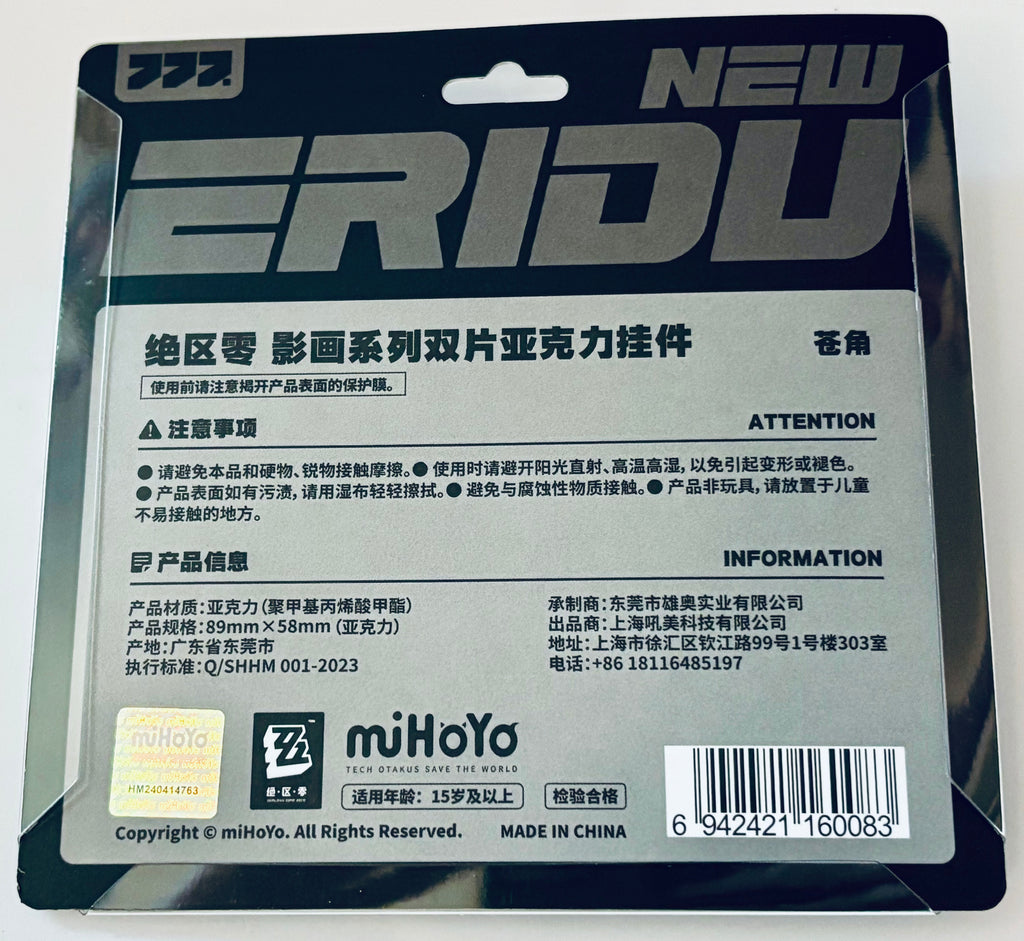 777.
NEW
ERIDU
绝区零 影画系列双片亚克力挂件
苍角
使用前请注意揭开产品表面的保护膜。
注意事项
ATTENTION
● 请避免本品和硬物、锐物接触摩擦。● 使用时请避开阳光直射、高温高湿, 以免引起变形或褪色。
● 产品表面如有污渍, 请用湿布轻轻擦拭。● 避免与腐蚀性物质接触。● 产品非玩具, 请放置于儿童
不易接触的地方。
产品信息
INFORMATION
产品材质: 亚克力 (聚甲基丙烯酸甲酯)
产品规格: 89mm×58mm (亚克力)
产地: 广东省东莞市
执行标准: Q/SHHM 001-2023
承制商: 东莞市雄奥实业有限公司
出品商: 上海吼美科技有限公司
地址: 上海市徐汇区钦江路99号1号楼303室
电话: +86 18116485197
miHoYo
HM240414763
绝·区·零
miHoYo
TECH OTAKUS SAVE THE WORLD
适用年龄: 15岁及以上
检验合格
Copyright © miHoYo. All Rights Reserved.
MADE IN CHINA
6 942421 160083